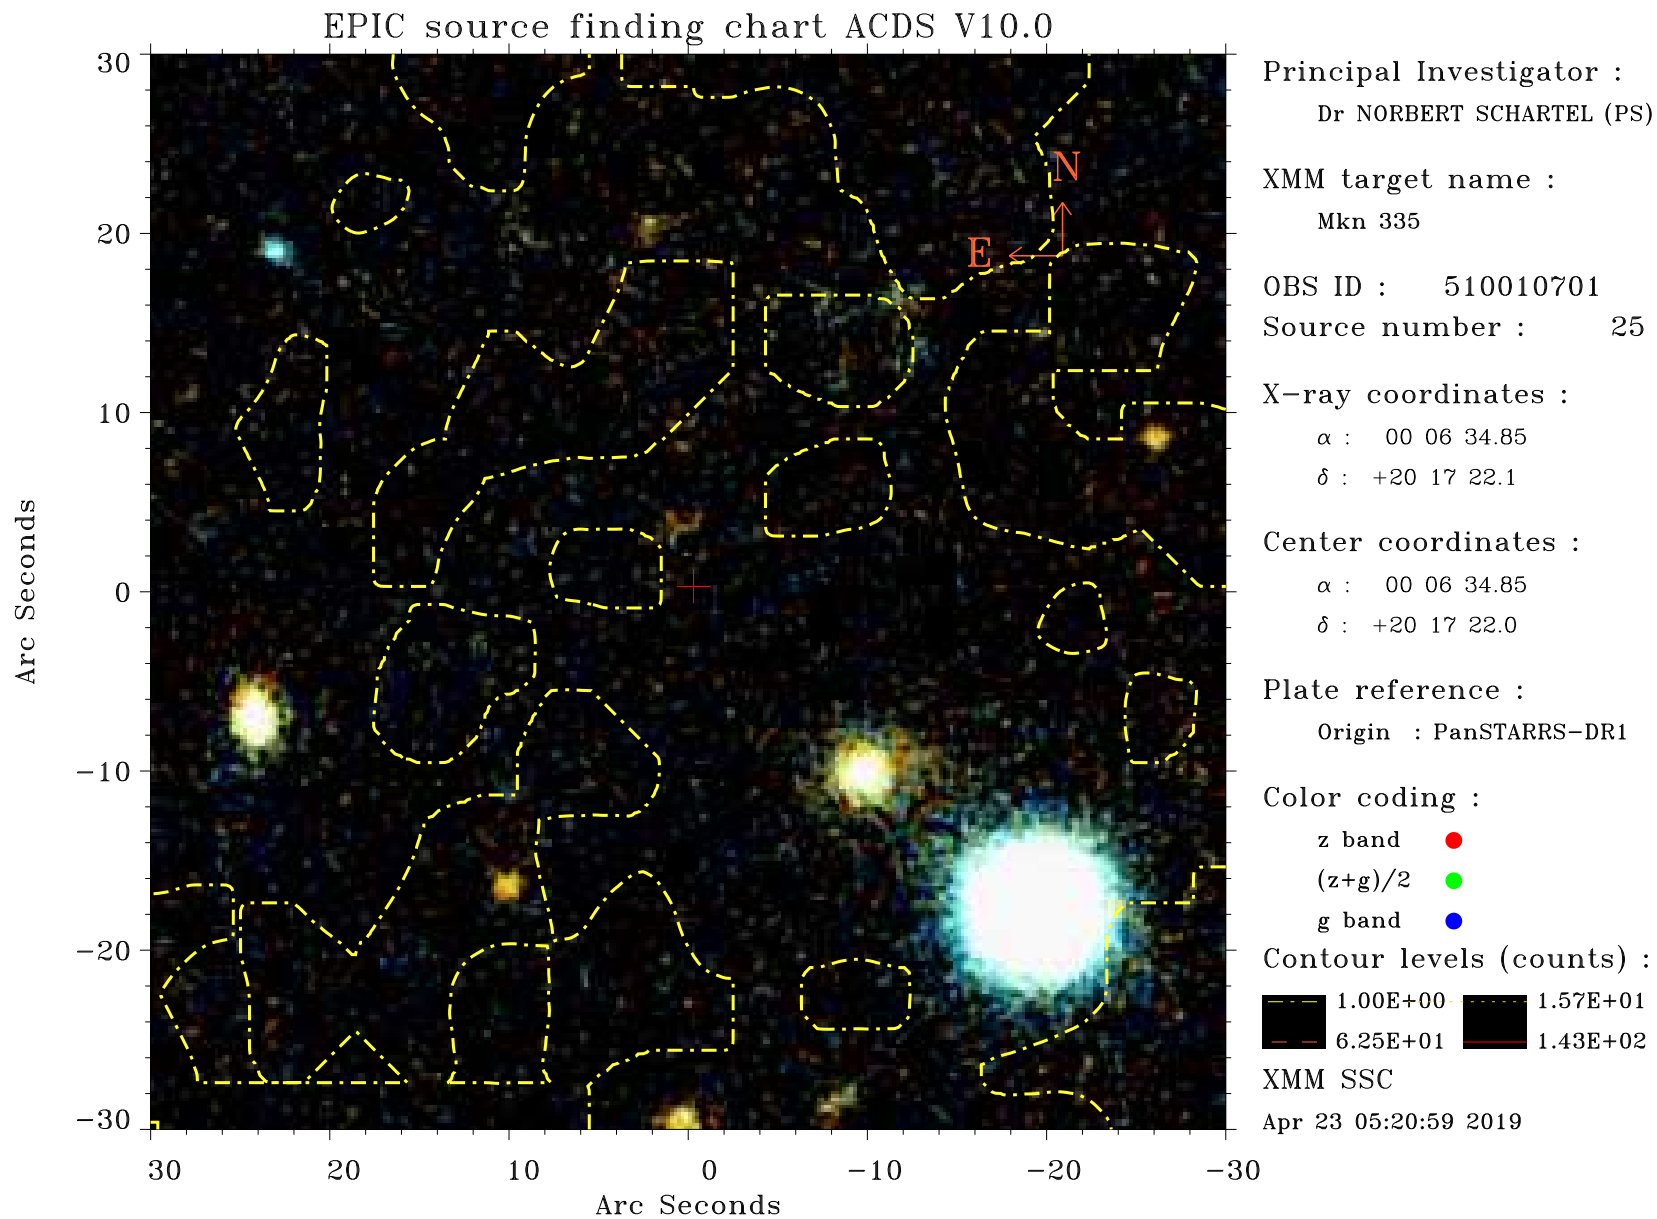 EPIC source finding chart ACDS V10.0
30
20
10
0
−10
−20
−30
Arc Seconds
30
20
10
0
−10
−20
−30
Arc Seconds
N
E
Principal Investigator :
Dr NORBERT SCHARTEL (PS)
XMM target name :
Mkn 335
OBS ID : 510010701
Source number : 25
X−ray coordinates :
α : 00 06 34.85
δ : +20 17 22.1
Center coordinates :
α : 00 06 34.85
δ : +20 17 22.0
Plate reference :
Origin : PanSTARRS−DR1
Color coding :
z band
(z+g)/2
g band
Contour levels (counts) :
1.00E+00 1.57E+01
6.25E+01 1.43E+02
XMM SSC
Apr 23 05:20:59 2019